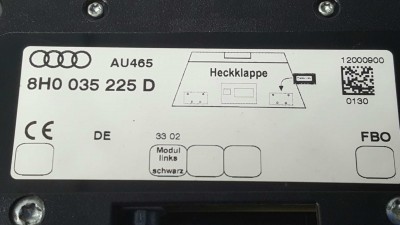 AU465
12000900
8H0 035 225 D
Heckklappe
0130
CE
DE
33 02
FBO
Modul
links
schwarz